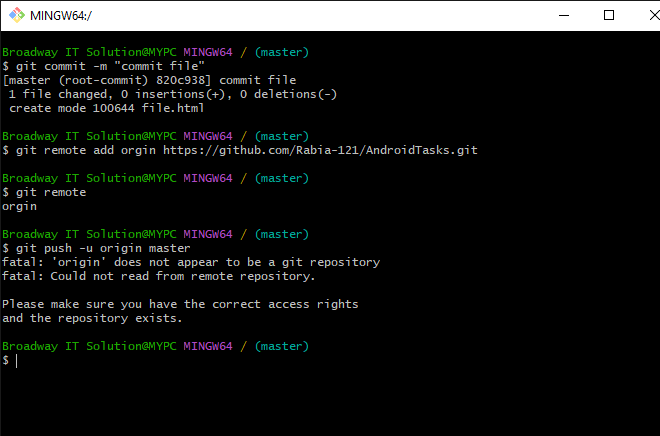 MINGW64:/
Broadway IT Solution@MYPC MINGW64 / (master)
$ git commit -m "commit file"
[master (root-commit) 820c938] commit file
 1 file changed, 0 insertions(+), 0 deletions(-)
 create mode 100644 file.html
Broadway IT Solution@MYPC MINGW64 / (master)
$ git remote add orgin https://github.com/Rabia-121/AndroidTasks.git
Broadway IT Solution@MYPC MINGW64 / (master)
$ git remote
orgin
Broadway IT Solution@MYPC MINGW64 / (master)
$ git push -u origin master
fatal: 'origin' does not appear to be a git repository
fatal: Could not read from remote repository.
Please make sure you have the correct access rights
and the repository exists.
Broadway IT Solution@MYPC MINGW64 / (master)
$